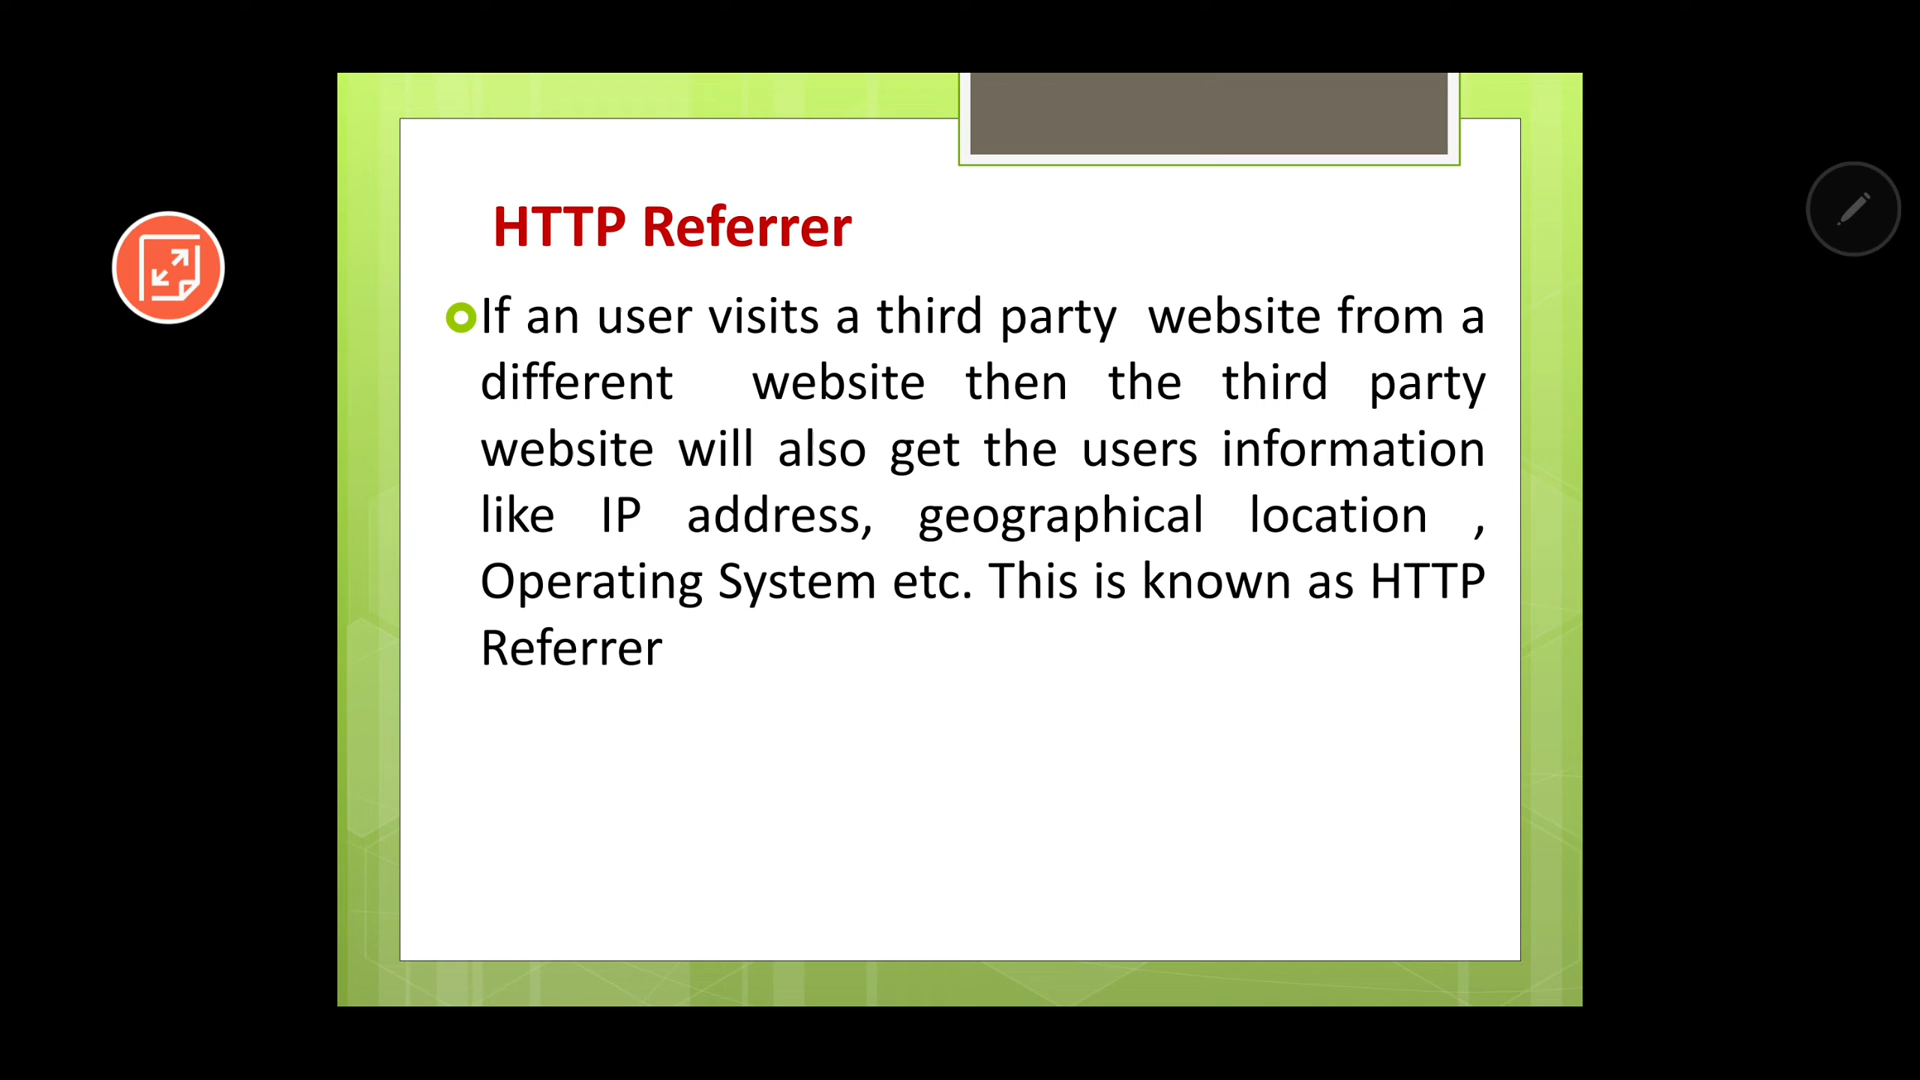 HTTP Referrer
If an user visits a third party website from a
different website then the third party
website will also get the users information
like IP address, geographical location ,
Operating System etc. This is known as HTTP
Referrer